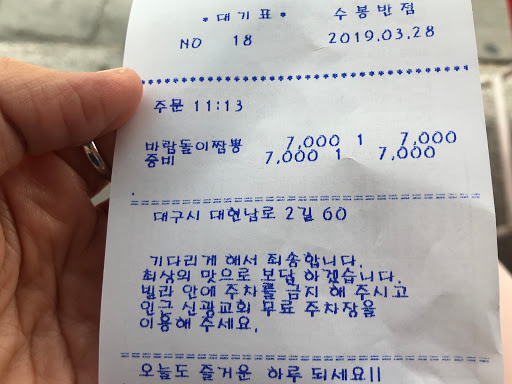 * 대 기 표 * 수 봉 반 점
NO 18 2019.03.28
주문 11:13
바람돌이짬뽕 7,000 1 7,000
중비 7,000 1 7,000
대구시 대현남로 2길 60
기다리게 해서 죄송합니다.
최상의 맛으로 보답 하겠습니다.
빌라 안에 주차를 금지 해 주시고
인근 신광교회 무료 주차장을
이용해 주세요.
오늘도 즐거운 하루 되세요!!